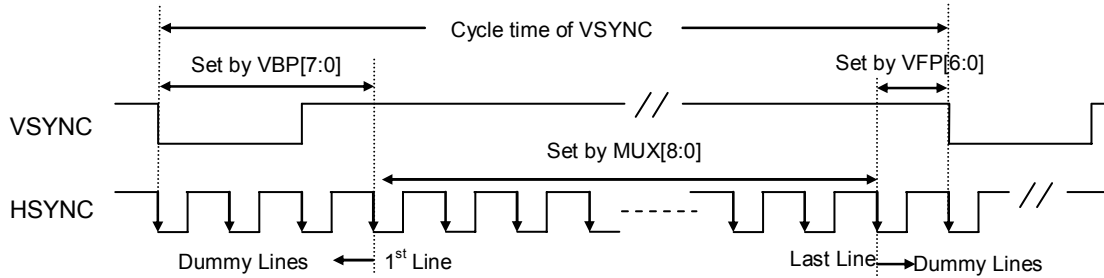 Cycle time of VSYNC
Set by VBP[7:0]
Set by VFP[6:0]
VSYNC
Set by MUX[8:0]
HSYNC
Dummy Lines
1st Line
Last Line
Dummy Lines